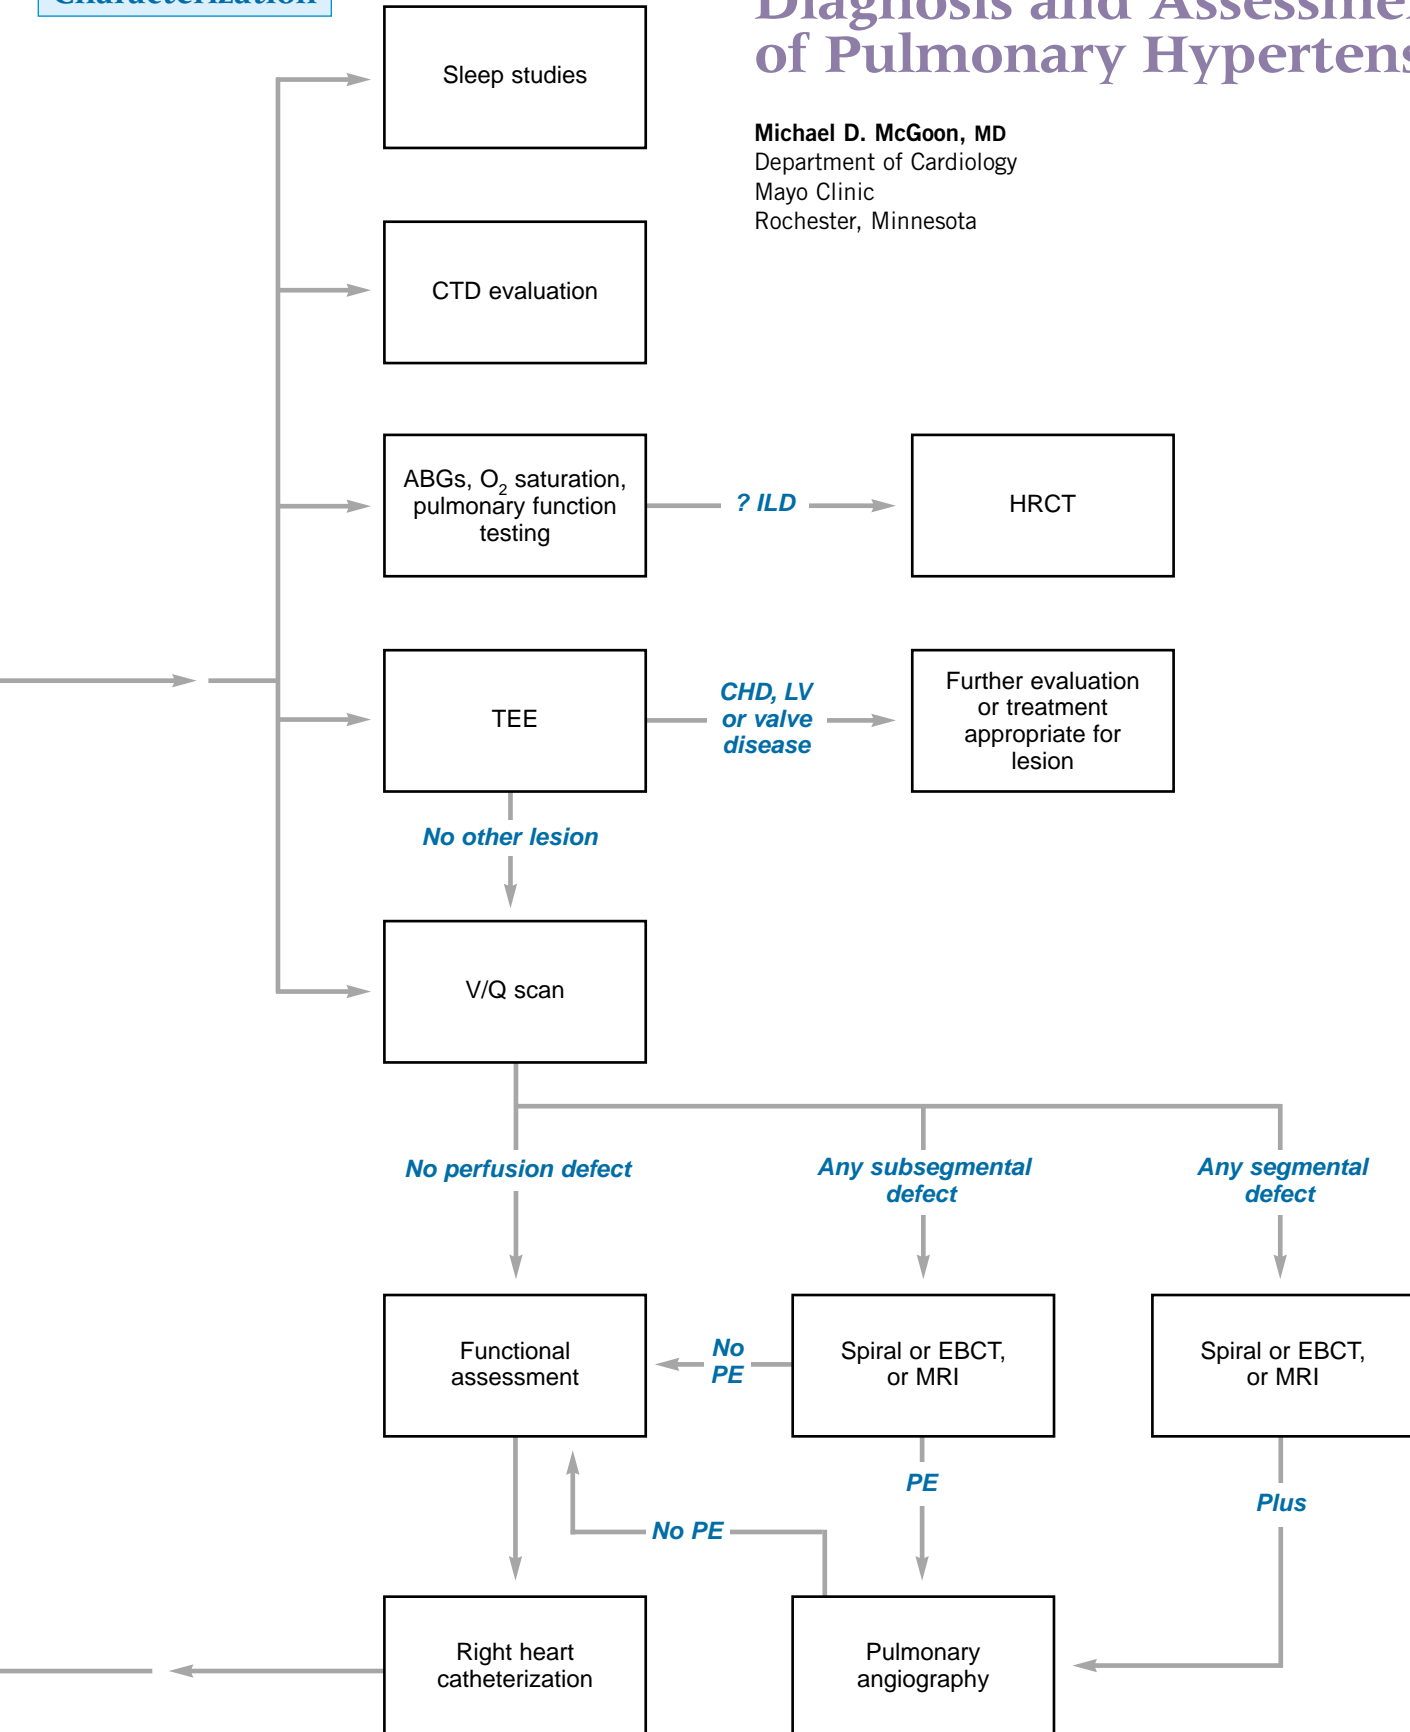 Characterization
Diagnosis and
of Pulmonary
Michael D. McGoon, MD
Department of Cardiology
Mayo Clinic
Rochester, Minnesota
Sleep studies
CTD evaluation
ABGs, O2 saturation,
pulmonary function
testing
? ILD
HRCT
TEE
CHD, LV
or valve
disease
Further evaluation
or treatment
appropriate for
lesion
No other lesion
V/Q scan
No perfusion defect
Any subsegmental
defect
Any segmental
defect
Functional
assessment
No
PE
Spiral or EBCT,
or MRI
Spiral or EBCT,
or MRI
PE
Plus
No PE
Right heart
catheterization
Pulmonary
angiography